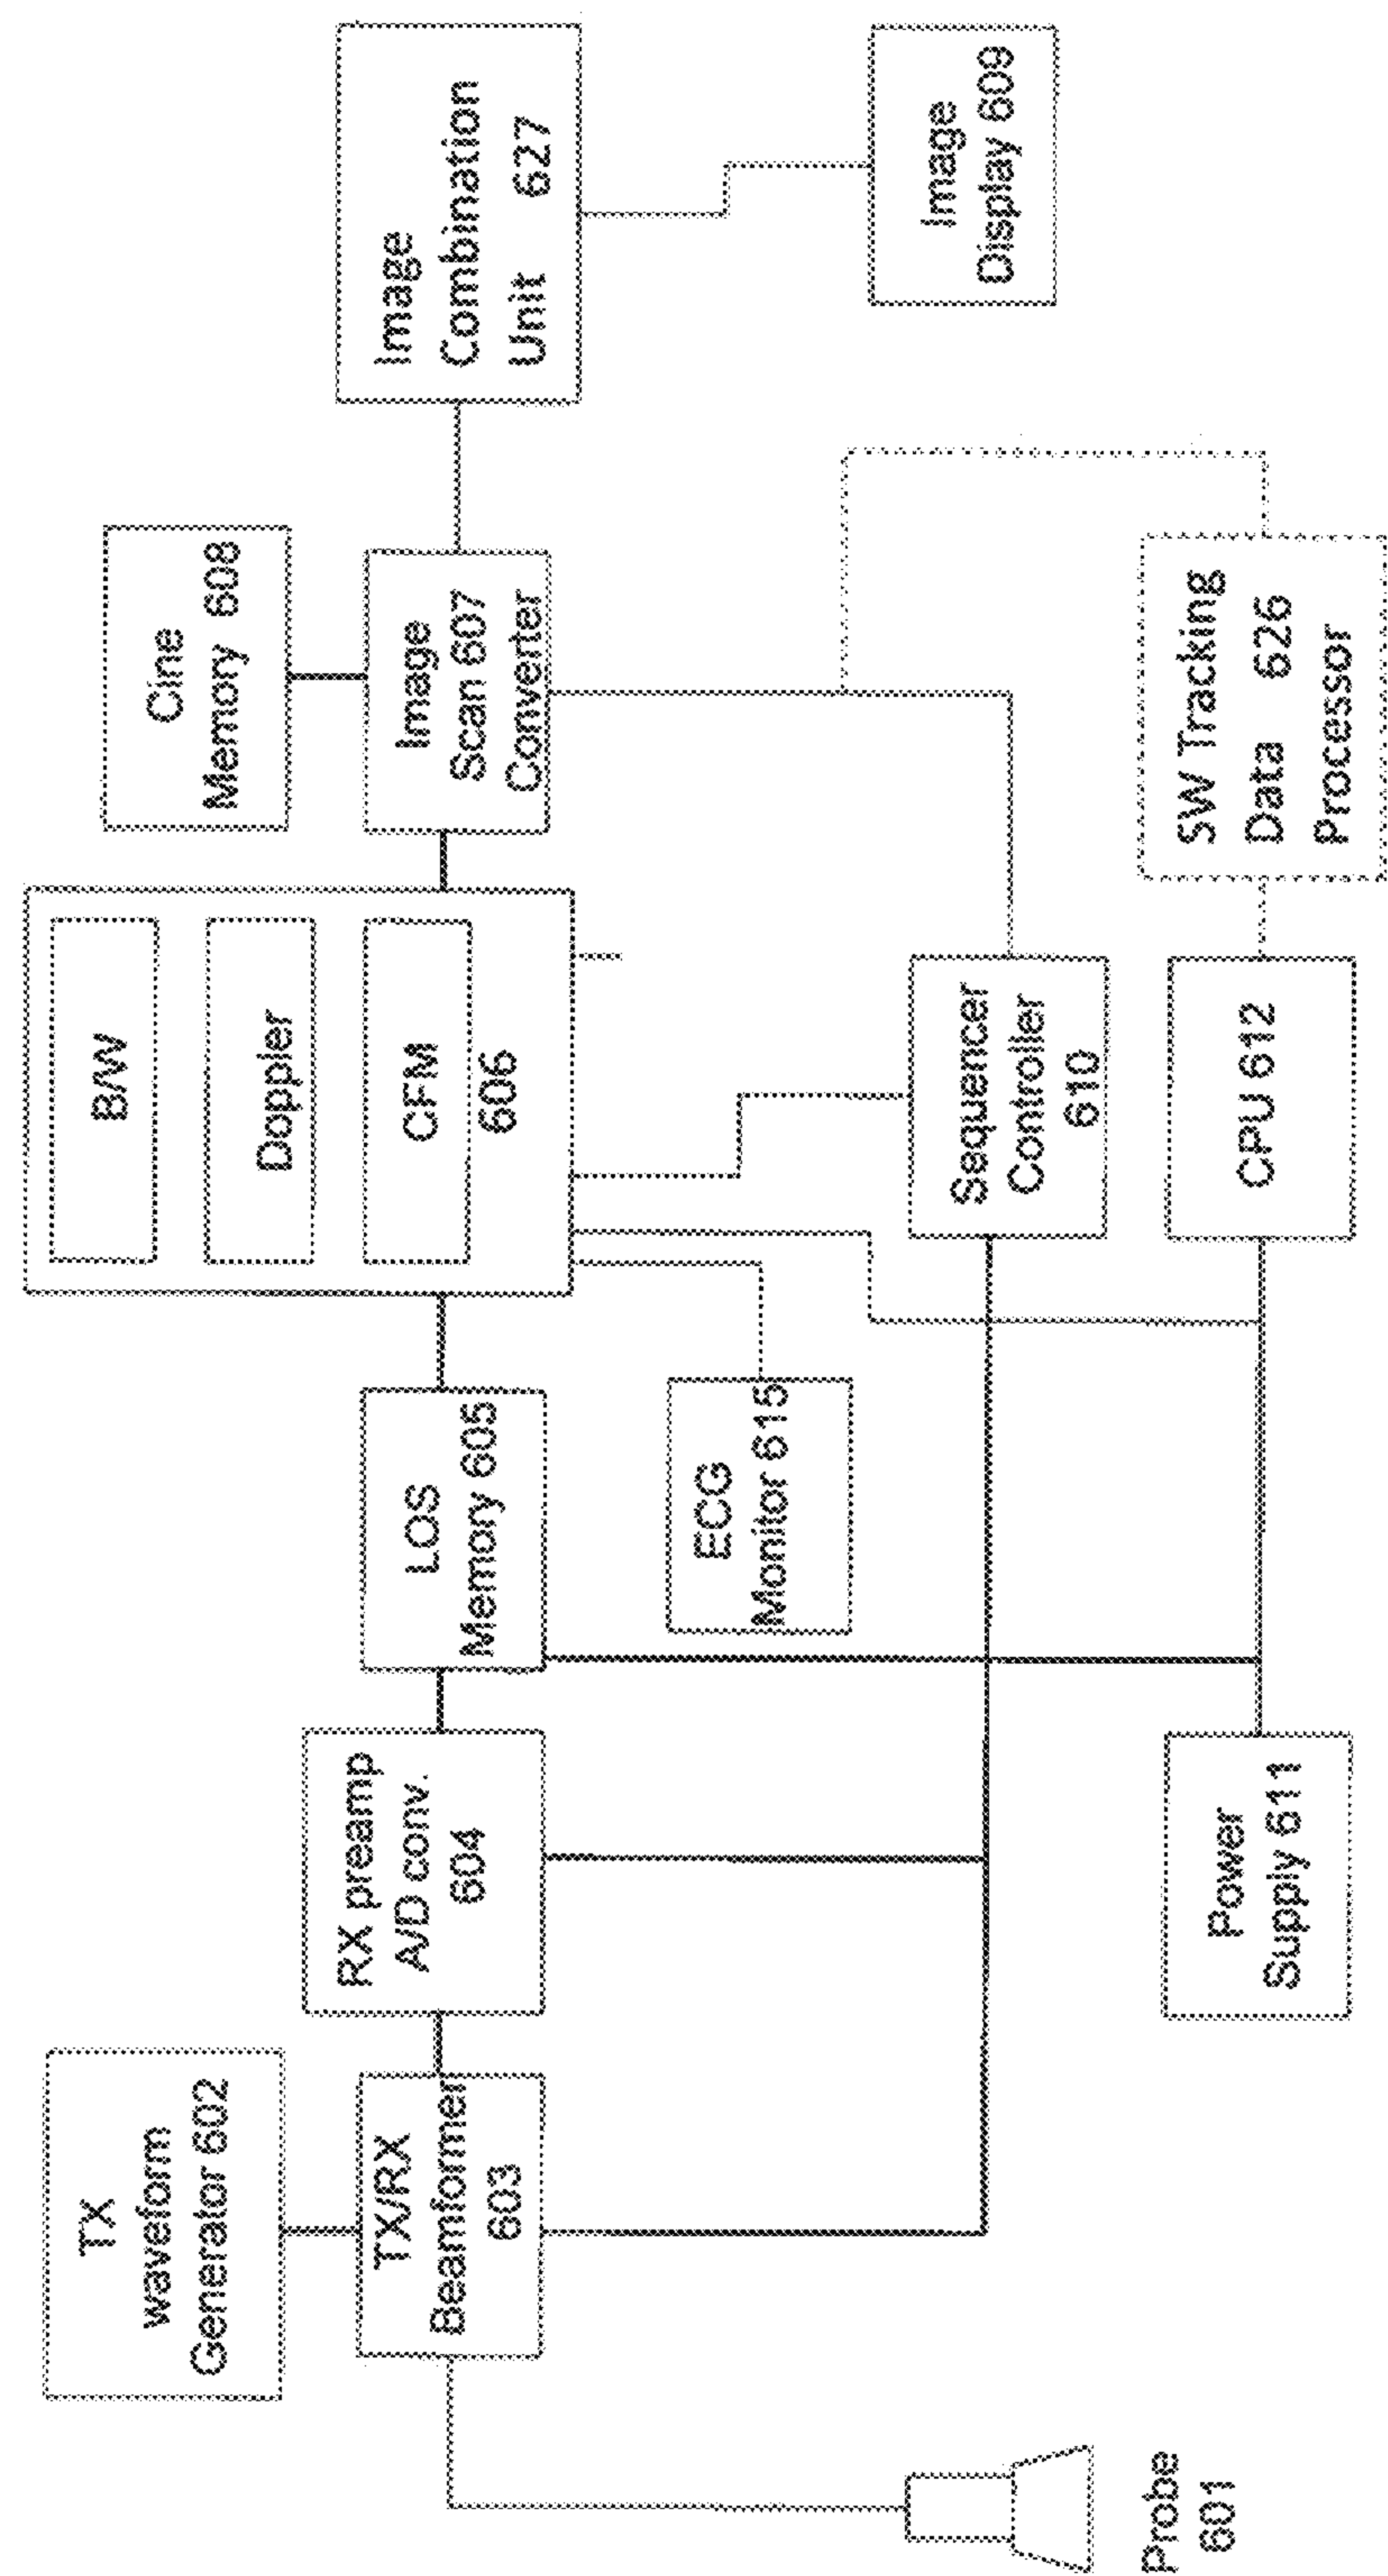 TX
waveform
Generator 602
TX/RX
Beamformer
603
Probe
601
RX preamp
A/D conv.
604
LOS
Memory 605
ECG
Monitor 615
Power
Supply 611
B/W
Doppler
CFM
606
Sequencer
Controller
610
CPU 612
Cine
Memory 608
Image
Scan 607
Converter
SW Tracking
Data 626
Processor
Image
Combination
Unit 627
Image
Display 609